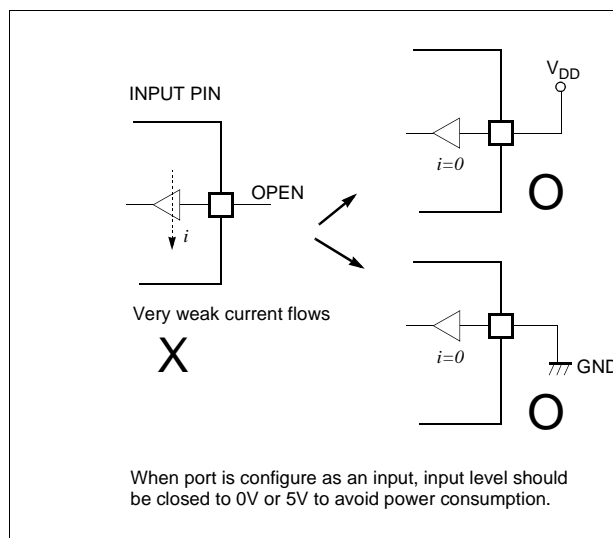 INPUT PIN
OPEN
i
Very weak current flows
X
VDD
i=0
O
i=0
GND
O
When port is configure as an input, input level should
be closed to 0V or 5V to avoid power consumption.